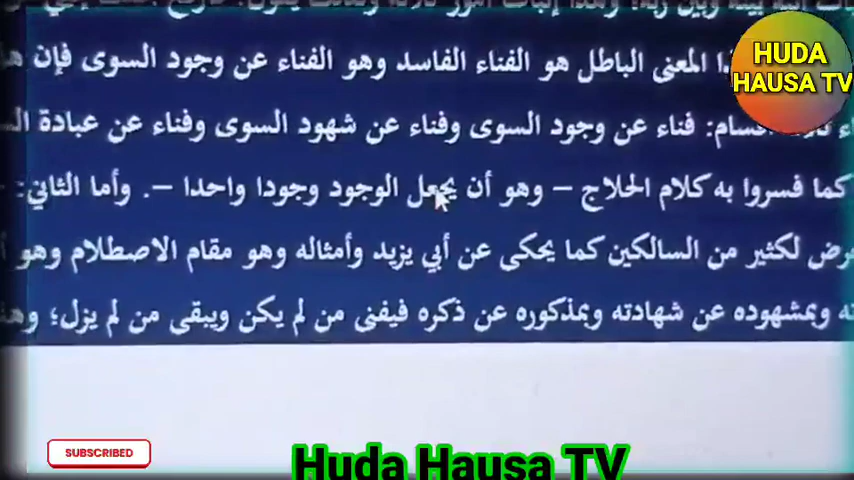 المعنى الباطل هو الفناء الفاسد وهو الفناء عن وجود السوى فإن
أقسام: فناء عن وجود السوى وفناء عن شهود السوى وفناء عن عبادة
كما فسروا به كلام الحلاج – وهو أن يجعل الوجود وجودا واحدا –. وأما الثاني:
لكثير من السالكين كما يحكى عن أبي يزيد وأمثاله وهو مقام الاصطلام وهو
وبمشهوده عن شهادته وبمذكوره عن ذكره فيفنى من لم يكن ويبقى من لم يزل؛
HUDA
HAUSA TV
SUBSCRIBED
Huda Hausa TV